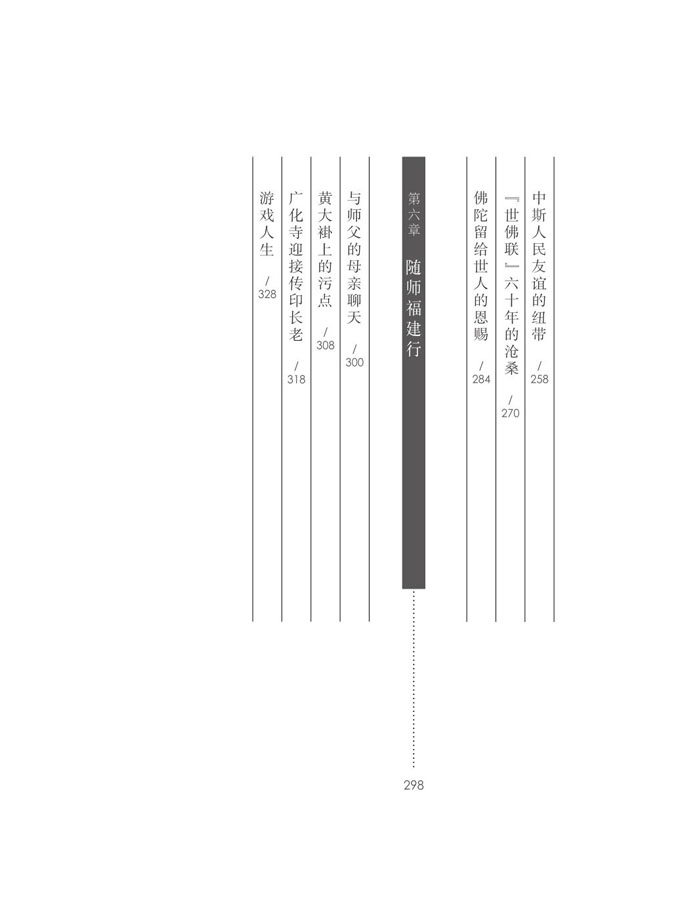 中斯人民友谊的纽带 / 258
『世佛联』六十年的沧桑 / 270
佛陀留给世人的恩赐 / 284
第六章 随师福建行 298
与师父的母亲聊天 / 300
黄大褂上的污点 / 308
广化寺迎接传印长老 / 318
游戏人生 / 328